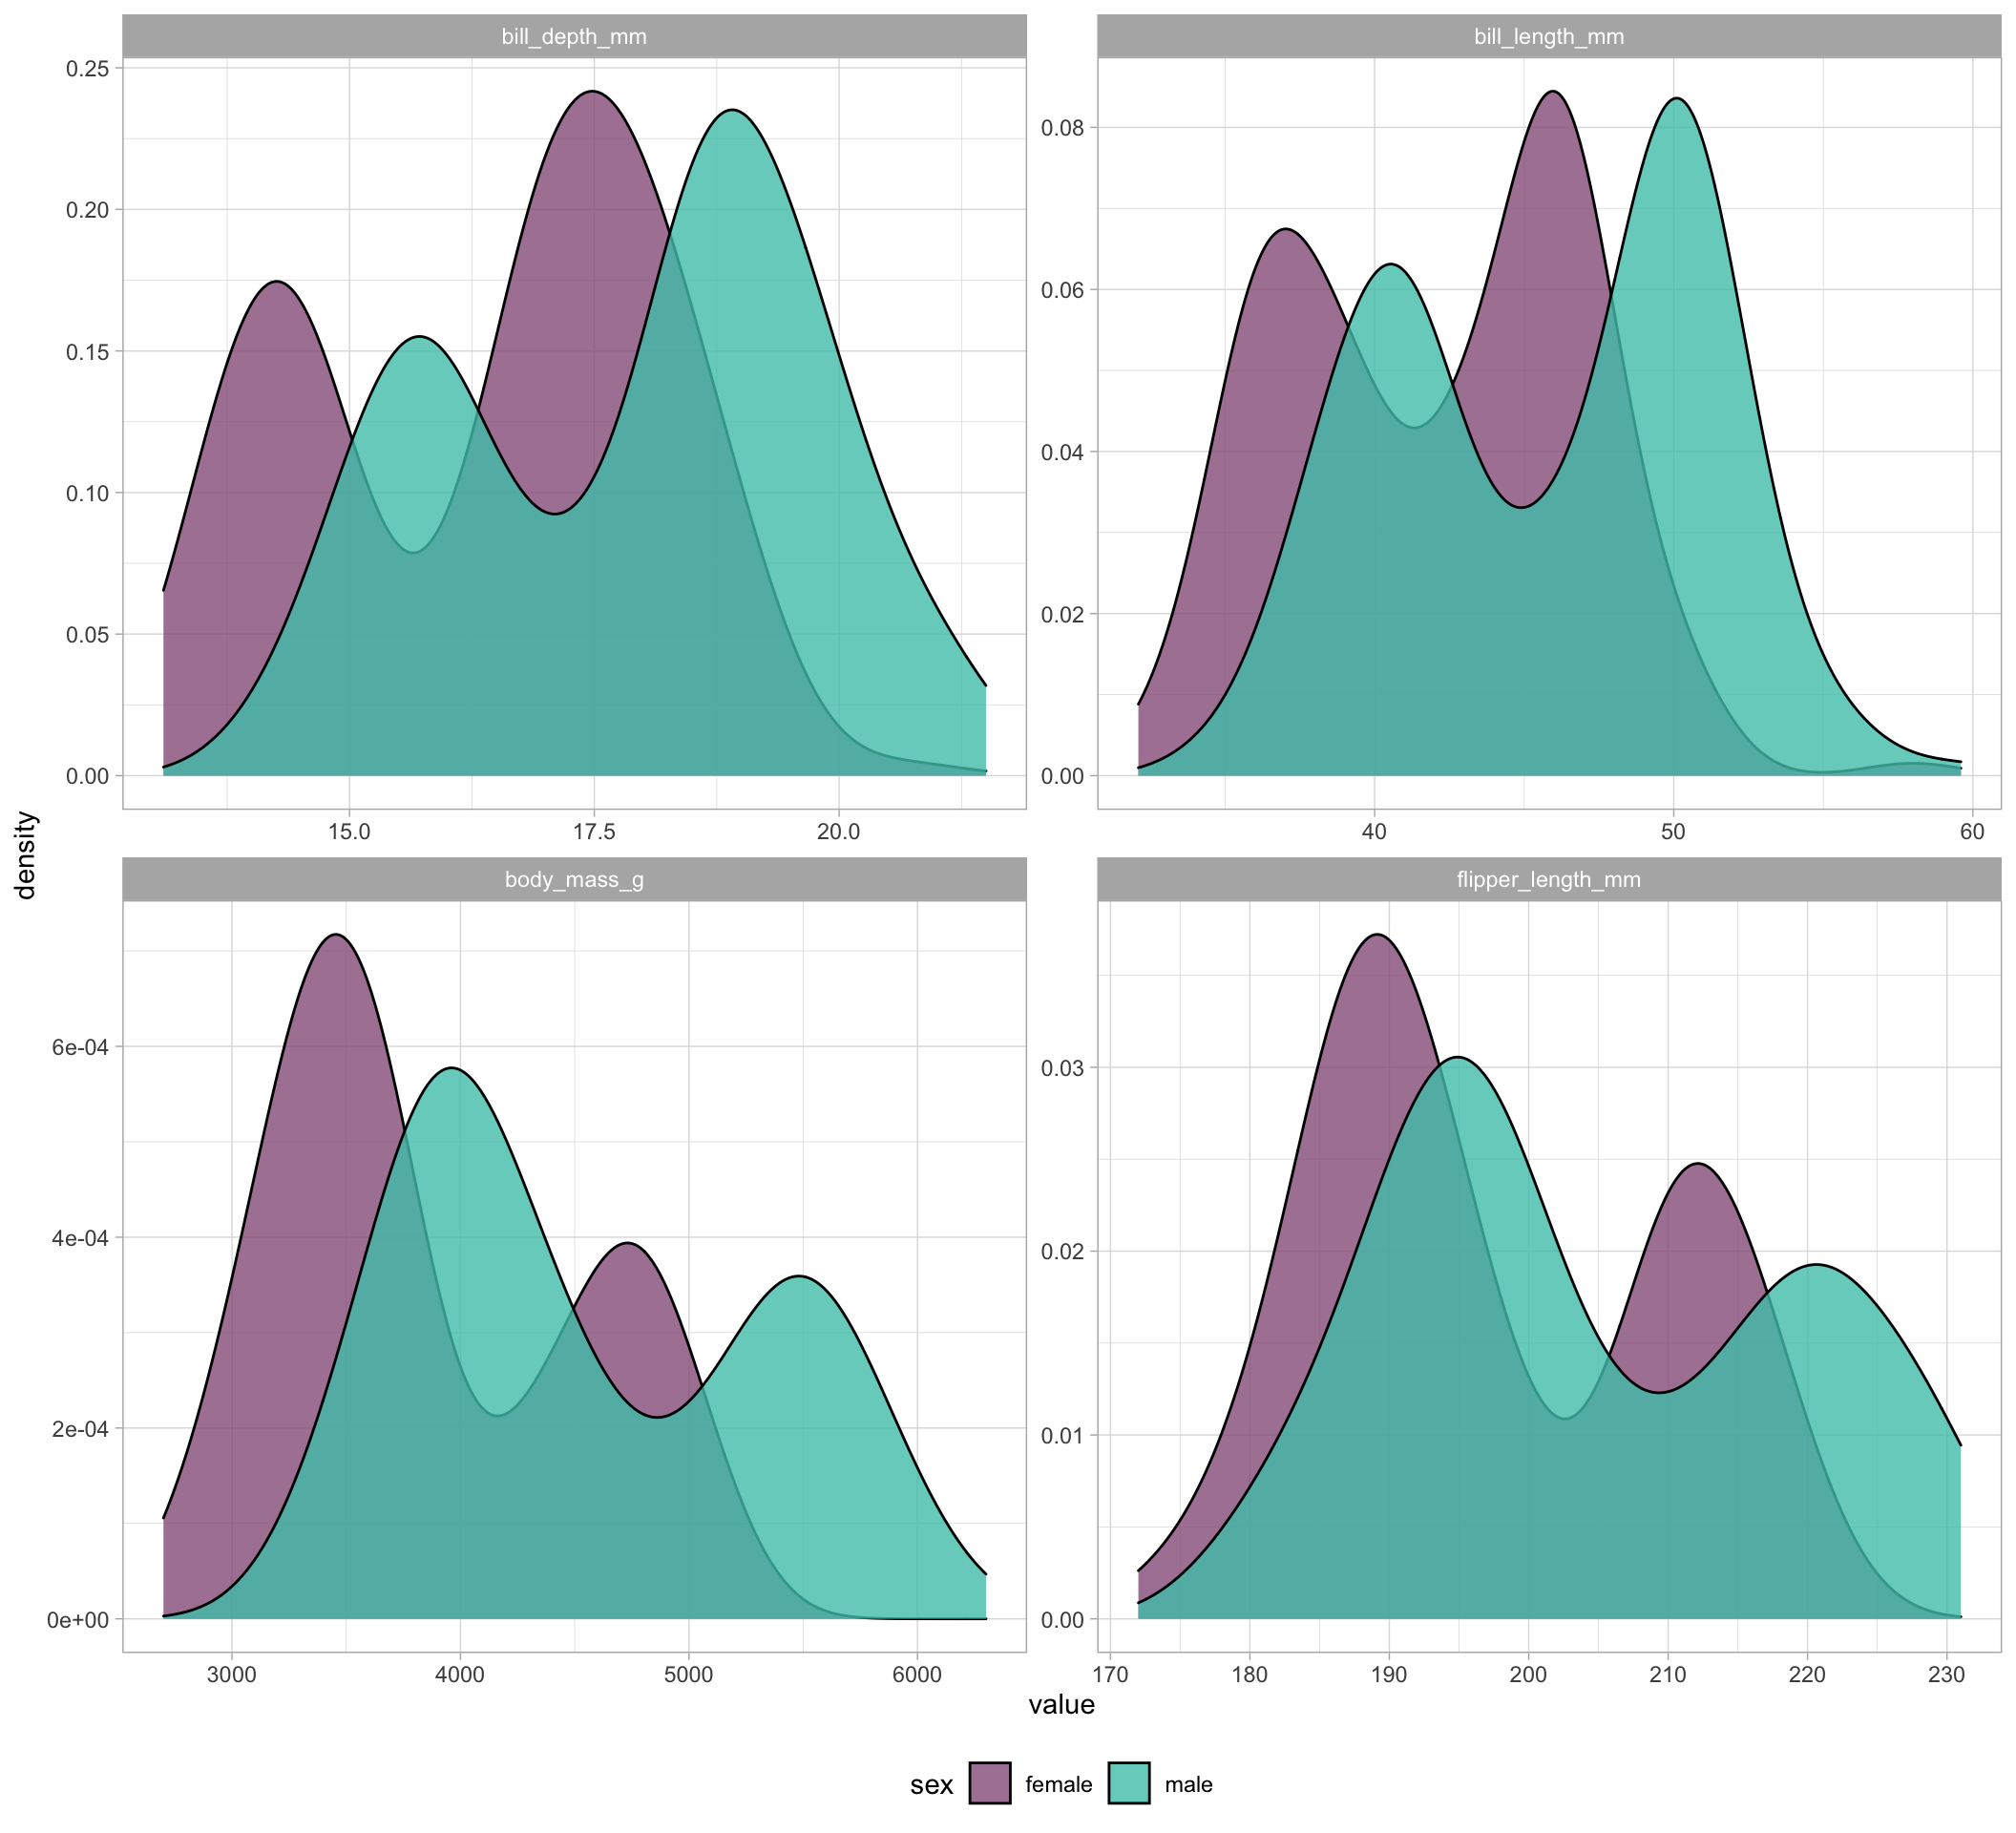 bill_depth_mm
bill_length_mm
0.25
0.20
0.15
0.10
0.05
0.00
0.08
0.06
0.04
0.02
0.00
15.0 17.5 20.0
40 50 60
density
body_mass_g
flipper_length_mm
6e-04
4e-04
2e-04
0e+00
0.03
0.02
0.01
0.00
3000 4000 5000 6000
170 180 190 200 210 220 230
value
sex female male